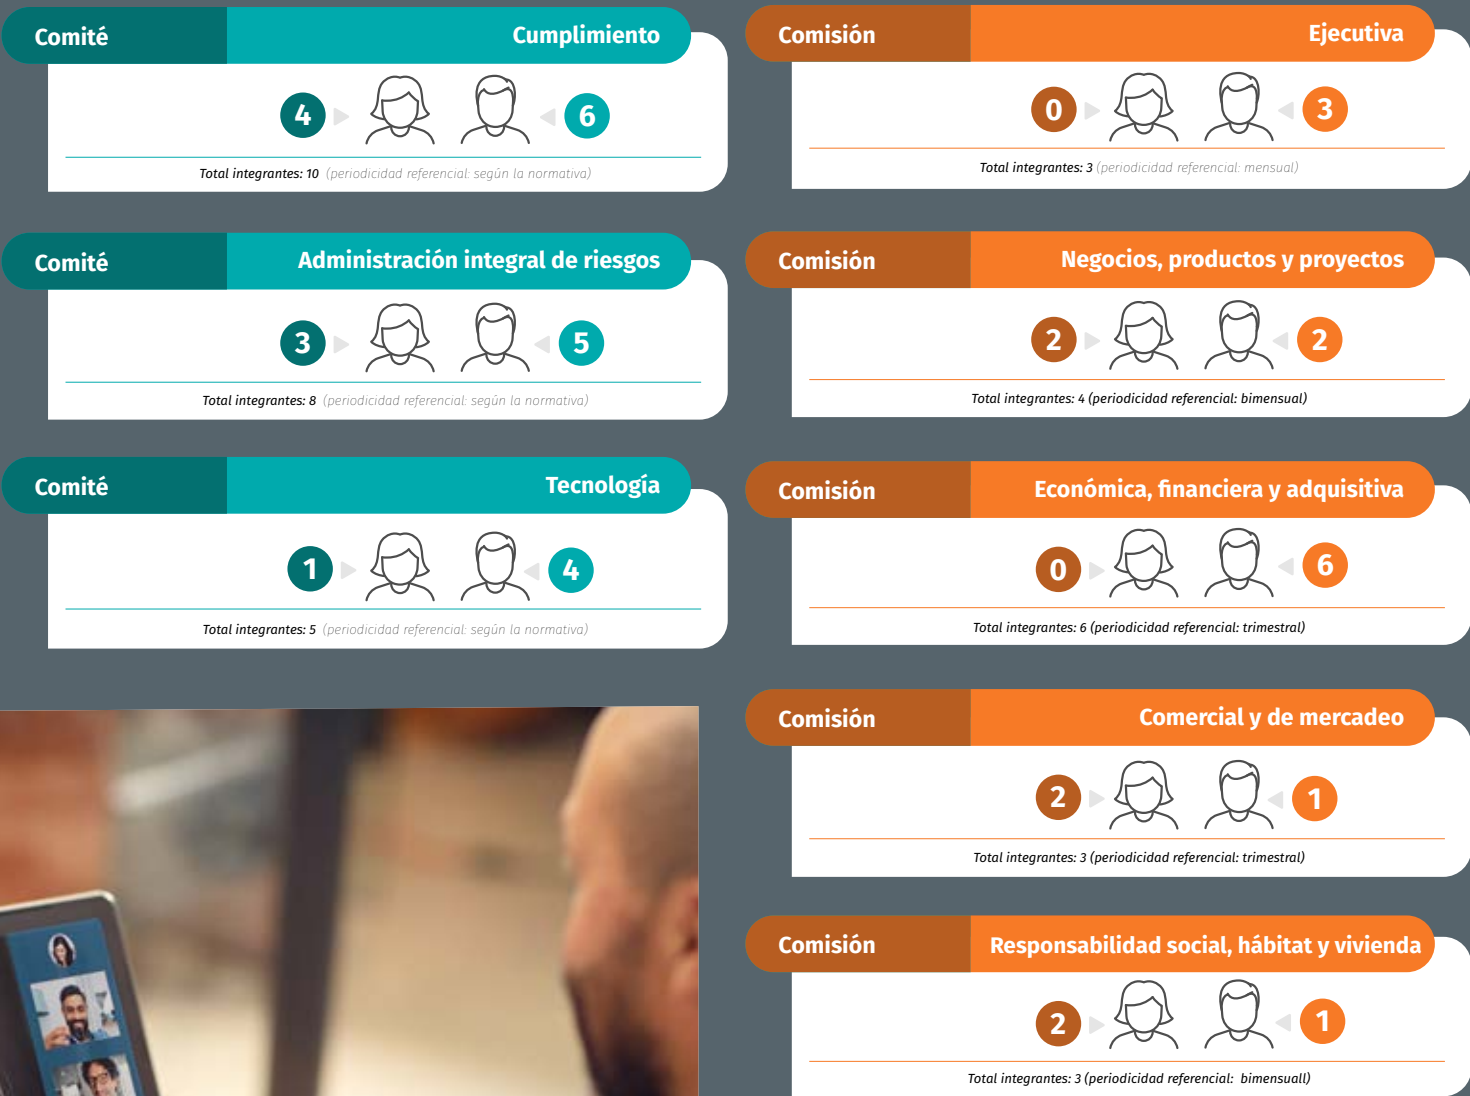 Comité Cumplimiento
4 6
Total integrantes: 10 (periodicidad referencial: según la normativa)
Comité Administración integral de riesgos
3 5
Total integrantes: 8 (periodicidad referencial: según la normativa)
Comité Tecnología
1 4
Total integrantes: 5 (periodicidad referencial: según la normativa)
Comisión Ejecutiva
0 3
Total integrantes: 3 (periodicidad referencial: mensual)
Comisión Negocios, productos y proyectos
2 2
Total integrantes: 4 (periodicidad referencial: bimensual)
Comisión Económica, financiera y adquisitiva
0 6
Total integrantes: 6 (periodicidad referencial: trimestral)
Comisión Comercial y de mercadeo
2 1
Total integrantes: 3 (periodicidad referencial: trimestral)
Comisión Responsabilidad social, hábitat y vivienda
2 1
Total integrantes: 3 (periodicidad referencial: bimensuall)